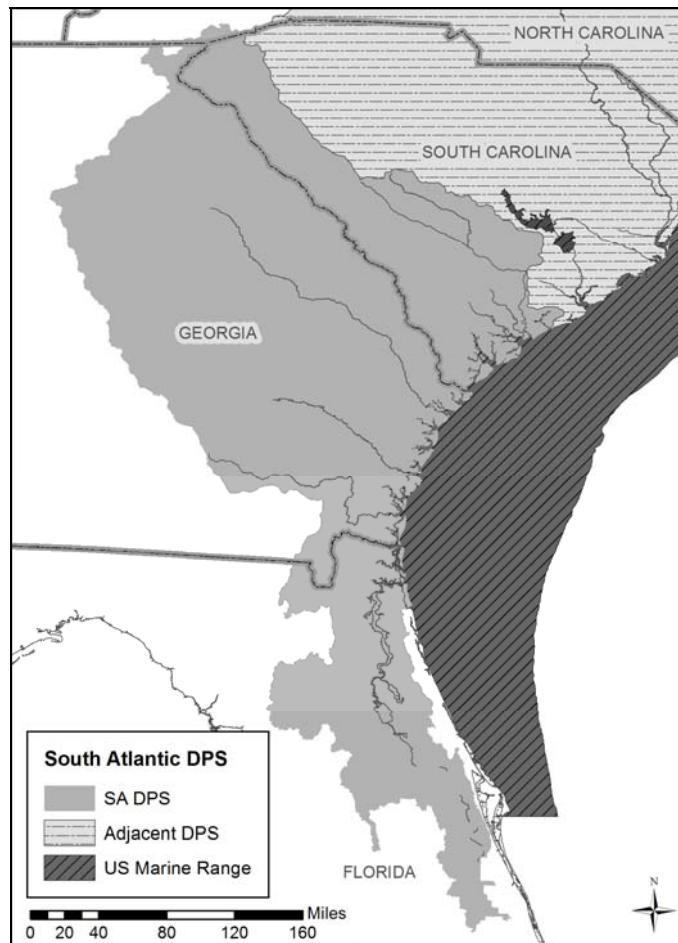 NORTH CAROLINA
SOUTH CAROLINA
GEORGIA
South Atlantic DPS
SA DPS
Adjacent DPS
US Marine Range
FLORIDA
N
Miles
0 20 40 80 120 160